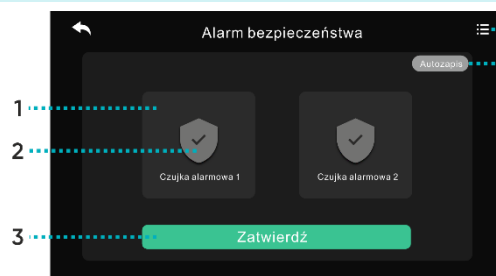 Alarm bezpieczeństwa
Autozapis
1
2
Czujka alarmowa 1
Czujka alarmowa 2
3
Zatwierdź